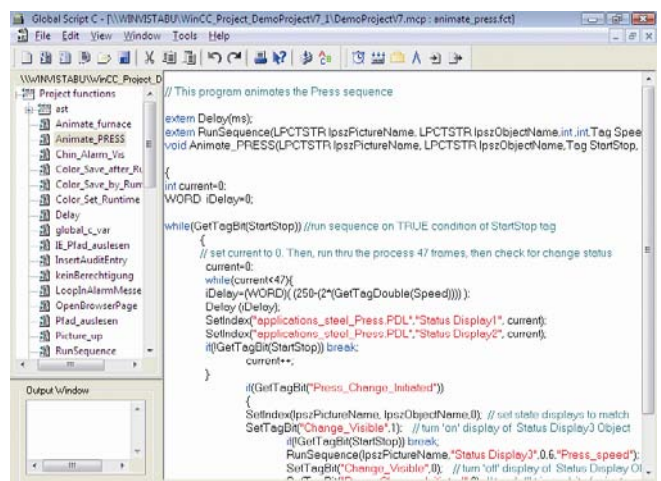 Global Script C - [\\WINVISTABU\WinCC_Project_DemoProjectV7_1\DemoProjectV7.mcp : animate_press.fct]
File Edit View Window Tools Help
\\WINVISTABU\WinCC_Project_D
Project functions
ast
Animate_furnace
Animate_PRESS
Chin_Alarm_Vis
Color_Save_after_Ru
Color_Save_by_Run
Color_Set_Runtime
Delay
global_c_var
IE_Pfad_auslesen
InsertAuditEntry
keinBerechtigung
LoopInAlarmMesse
OpenBrowserPage
Pfad_auslesen
Picture_up
RunSequence
Output Window
// This program animates the Press sequence
extern Delay(ms);
extern RunSequence(LPCTSTR lpszPictureName, LPCTSTR lpszObjectName,int,int,Tag Spee
void Animate_PRESS(LPCTSTR lpszPictureName, LPCTSTR lpszObjectName,Tag StartStop,
{
int current=0;
WORD iDelay=0;
while(GetTagBit(StartStop)) //run sequence on TRUE condition of StartStop tag
{
// set current to 0. Then, run thru the process 47 frames, then check for change status
current=0;
while(current<47){
iDelay=(WORD)( (250-(2*(GetTagDouble(Speed)))) );
Delay (iDelay);
SetIndex("applications_steel_Press.PDL","Status Display1", current);
SetIndex("applications_steel_Press.PDL","Status Display2", current);
if(!GetTagBit(StartStop)) break;
current++;
}
if(GetTagBit("Press_Change_Initiated"))
{
SetIndex(lpszPictureName, lpszObjectName,0); // set state displays to match
SetTagBit("Change_Visible",1); // turn 'on' display of Status Display3 Object
if(!GetTagBit(StartStop)) break;
RunSequence(lpszPictureName,"Status Display3",0,6,"Press_speed");
SetTagBit("Change_Visible",0); // turn 'off' display of Status Display Ol